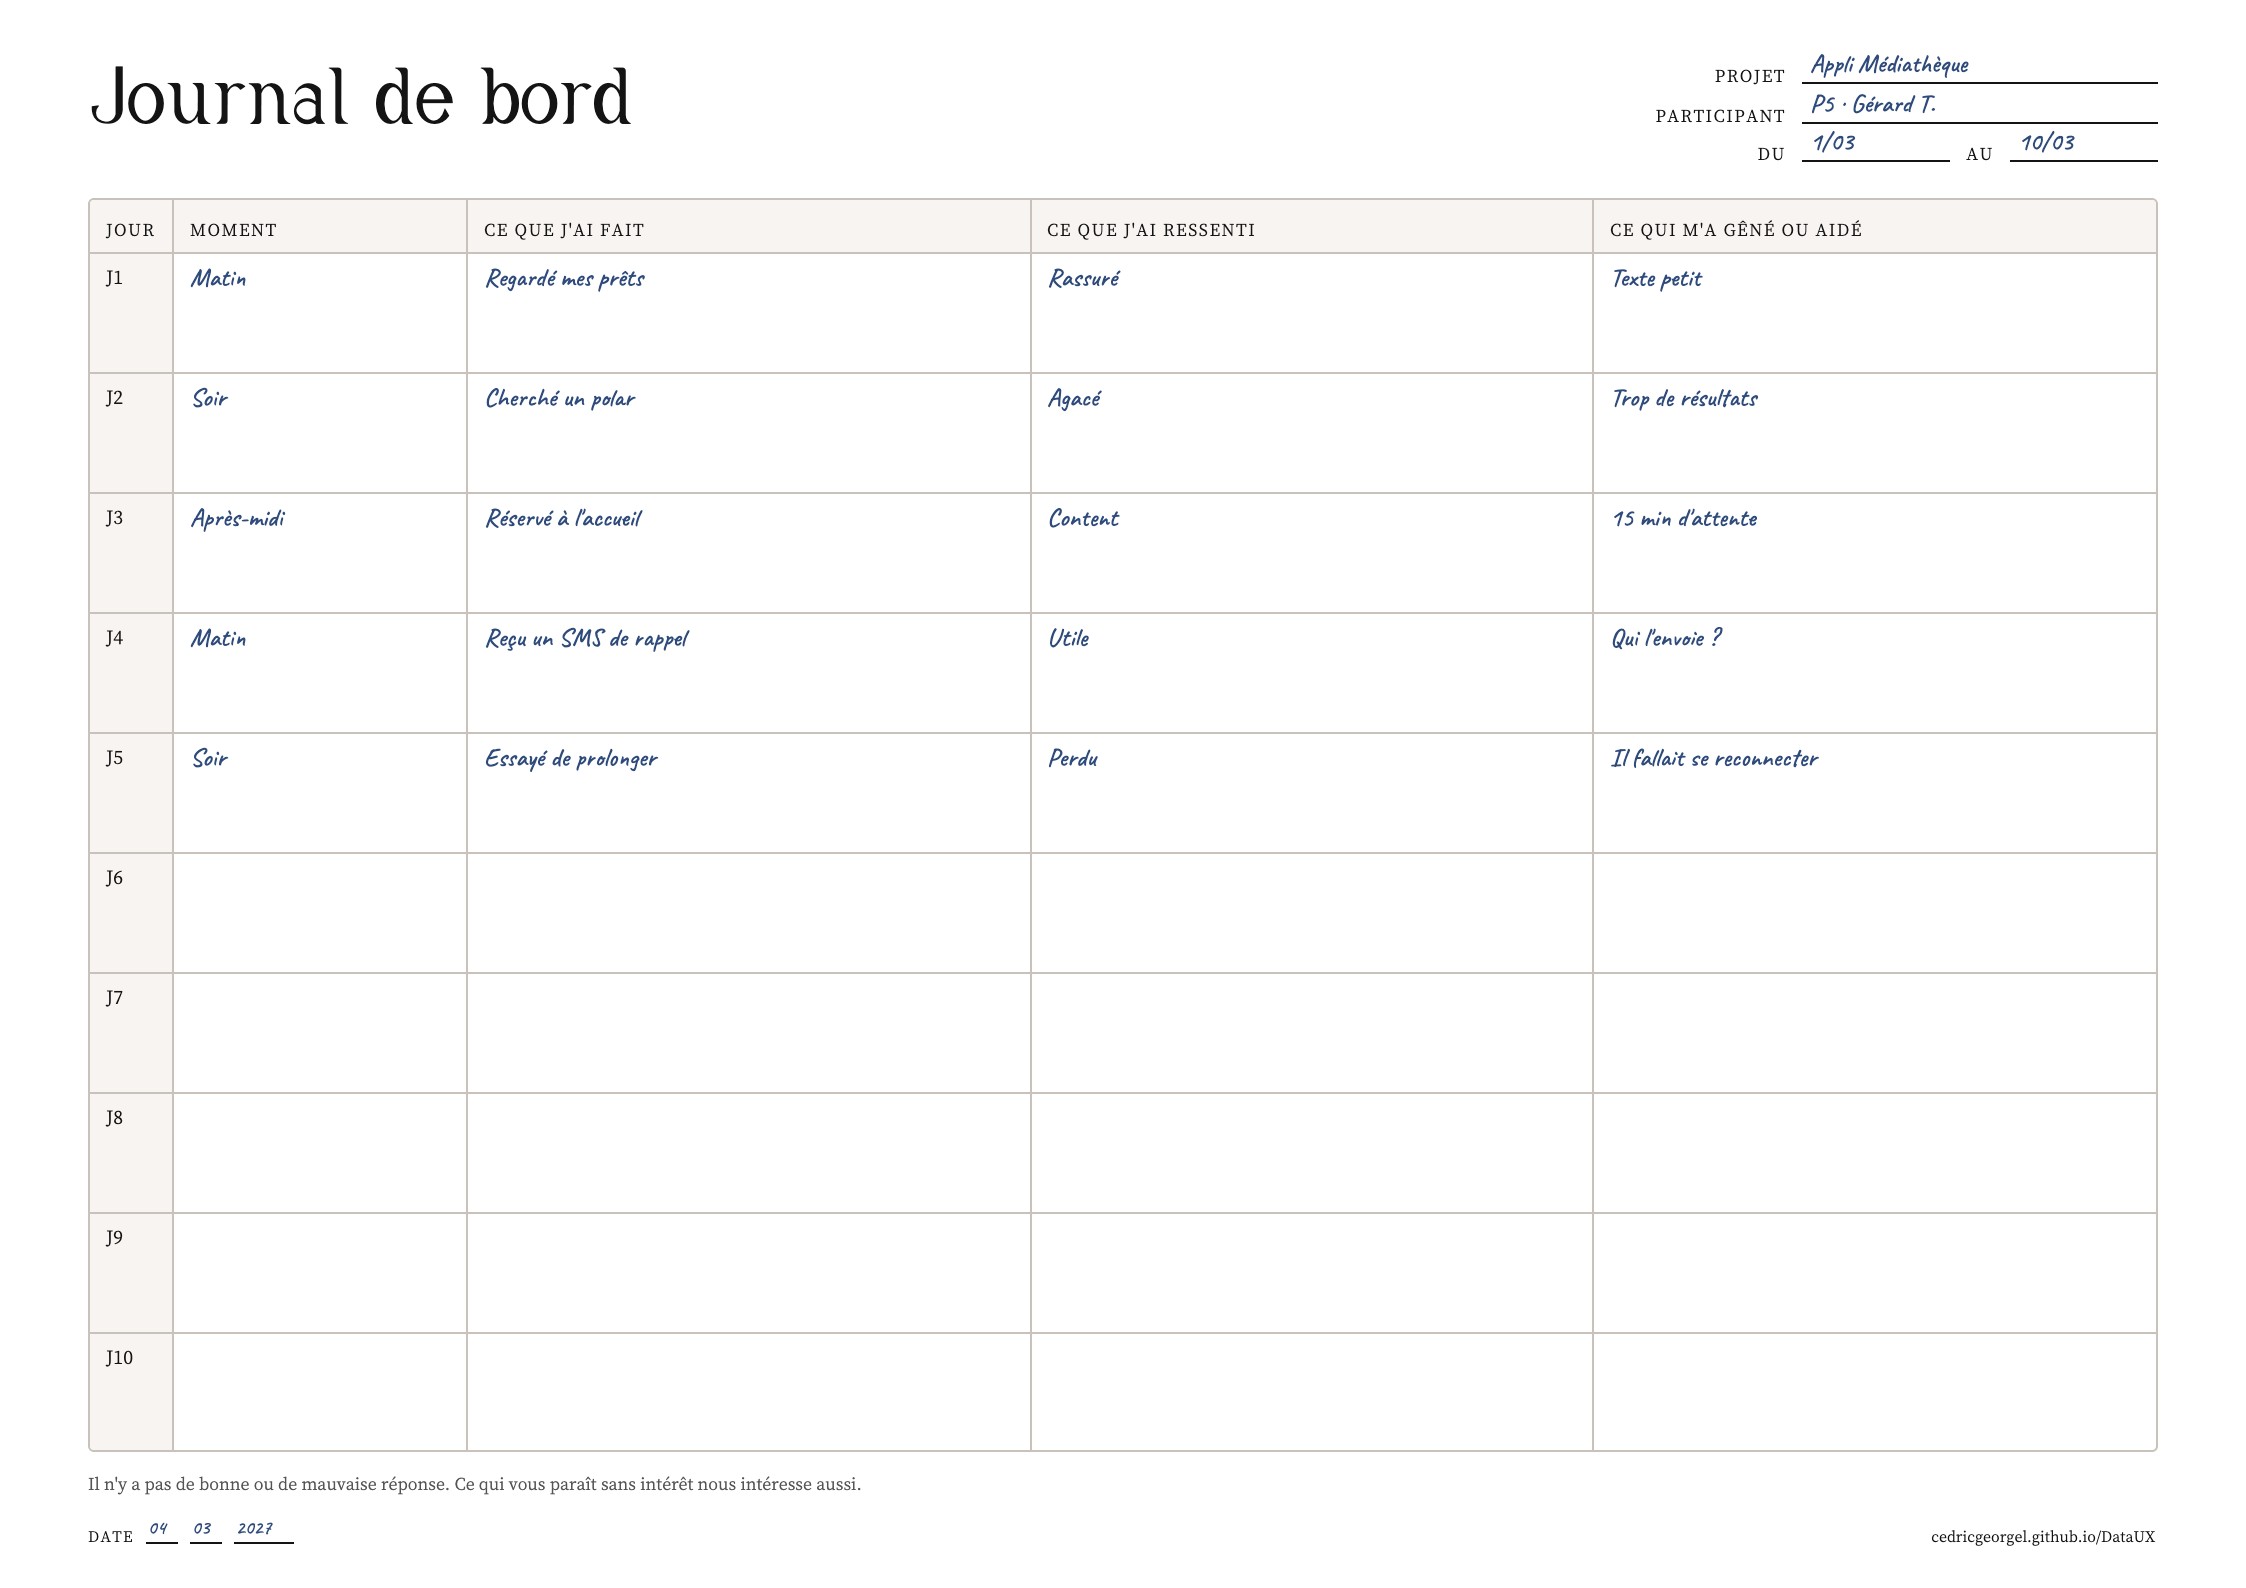 Journal de bord
PROJET Appli Médiathèque
PARTICIPANT P5 · Gérard T.
DU 1/03 AU 10/03
JOUR MOMENT CE QUE J'AI FAIT CE QUE J'AI RESSENTI CE QUI M'A GÊNÉ OU AIDÉ
J1 Matin Regardé mes prêts Rassuré Texte petit
J2 Soir Cherché un polar Agacé Trop de résultats
J3 Après-midi Réservé à l'accueil Content 15 min d'attente
J4 Matin Reçu un SMS de rappel Utile Qui l'envoie ?
J5 Soir Essayé de prolonger Perdu Il fallait se reconnecter
J6
J7
J8
J9
J10
Il n'y a pas de bonne ou de mauvaise réponse. Ce qui vous paraît sans intérêt nous intéresse aussi.
DATE 04 03 2027 cedricgeorgel.github.io/DataUX